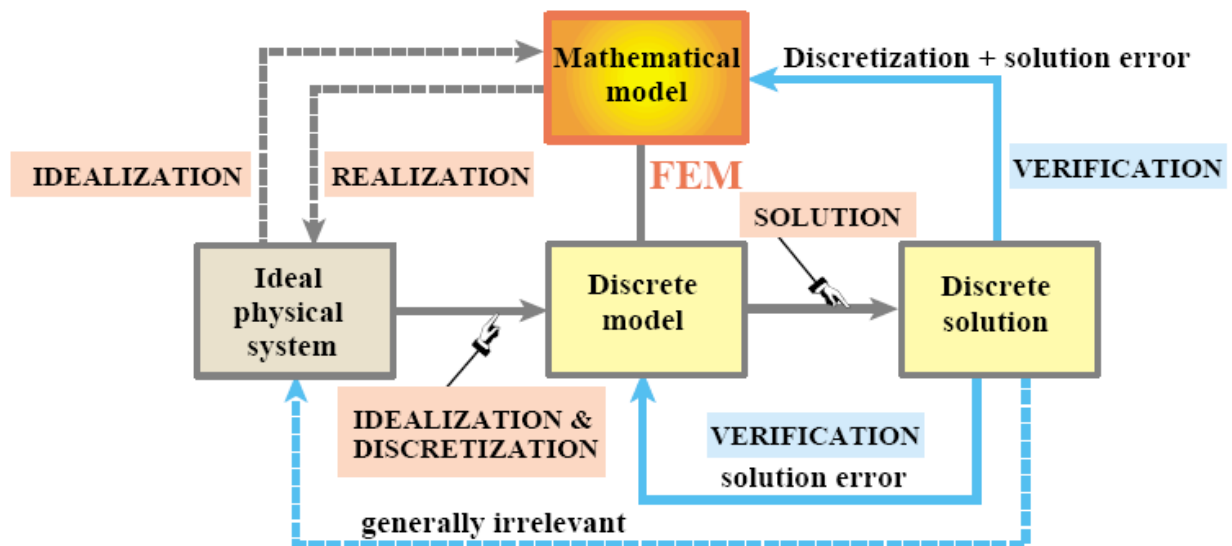 Mathematical
model
Discretization + solution error
IDEALIZATION
REALIZATION
FEM
VERIFICATION
SOLUTION
Ideal
physical
system
Discrete
model
Discrete
solution
IDEALIZATION &
DISCRETIZATION
VERIFICATION
solution error
generally irrelevant